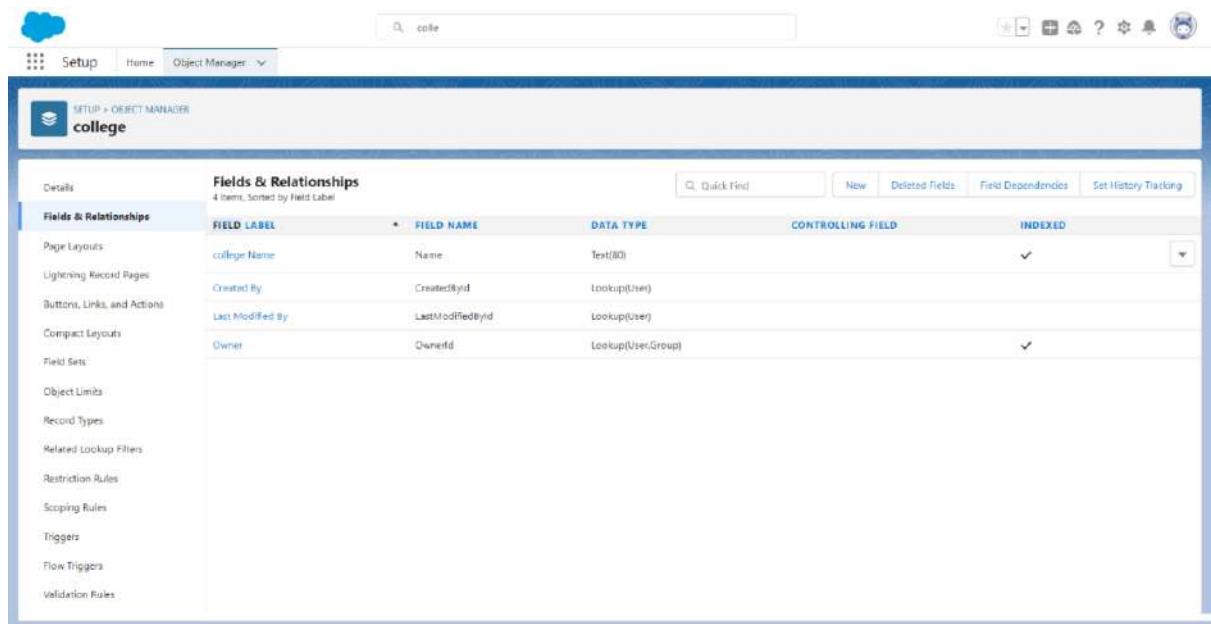 colle
Setup
Home
Object Manager
SETUP > OBJECT MANAGER
college
Details
Fields & Relationships
Page Layouts
Lightning Record Pages
Buttons, Links, and Actions
Compact Layouts
Field Sets
Object Limits
Record Types
Related Lookup Filters
Restriction Rules
Scoping Rules
Triggers
Flow Triggers
Validation Rules
Fields & Relationships
4 Items, Sorted by Field Label
Quick Find
New
Deleted Fields
Field Dependencies
Set History Tracking
FIELD LABEL FIELD NAME DATA TYPE CONTROLLING FIELD INDEXED
college Name Name Text(80)
Created By CreatedById Lookup(User)
Last Modified By LastModifiedById Lookup(User)
Owner OwnerId Lookup(User,Group)